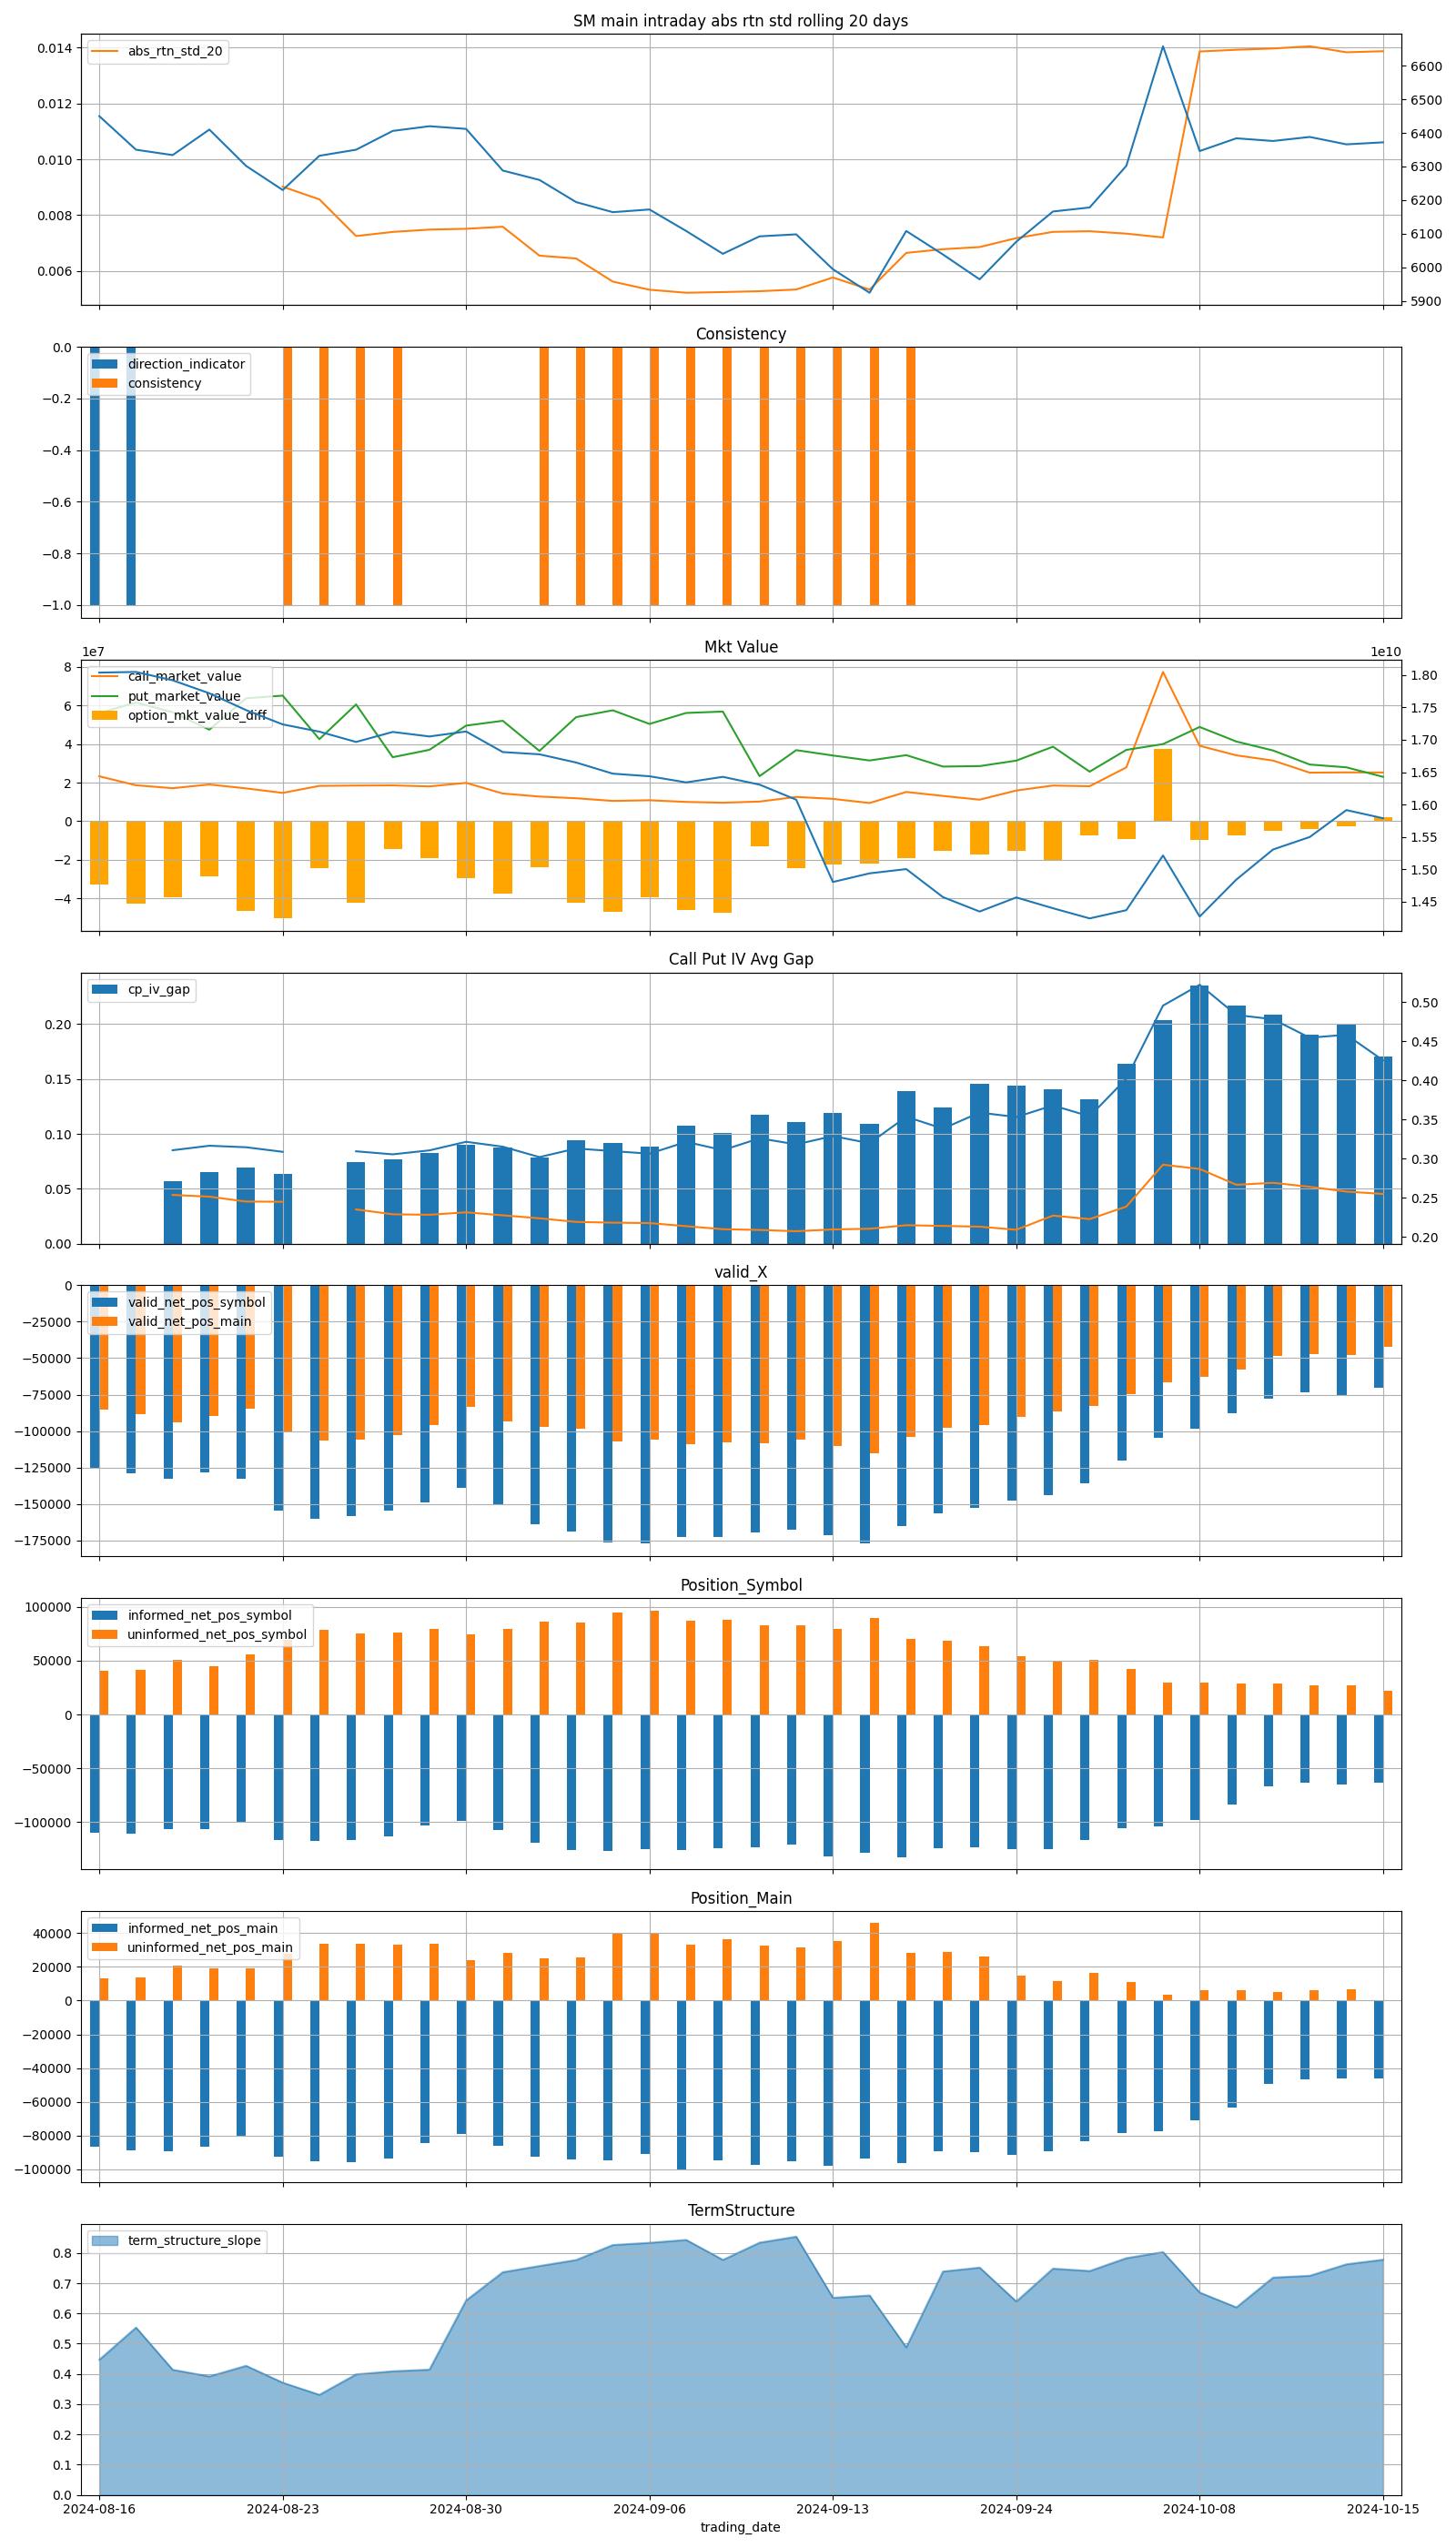 SM main intraday abs rtn std rolling 20 days
abs_rtn_std_20
0.014
0.012
0.010
0.008
0.006
6600
6500
6400
6300
6200
6100
6000
5900
Consistency
direction_indicator
consistency
0.0
−0.2
−0.4
−0.6
−0.8
−1.0
Mkt Value
1e7
1e10
call_market_value
put_market_value
option_mkt_value_diff
8
6
4
2
0
−2
−4
1.80
1.75
1.70
1.65
1.60
1.55
1.50
1.45
Call Put IV Avg Gap
cp_iv_gap
0.20
0.15
0.10
0.05
0.00
0.50
0.45
0.40
0.35
0.30
0.25
0.20
valid_X
valid_net_pos_symbol
valid_net_pos_main
0
−25000
−50000
−75000
−100000
−125000
−150000
−175000
Position_Symbol
informed_net_pos_symbol
uninformed_net_pos_symbol
100000
50000
0
−50000
−100000
Position_Main
informed_net_pos_main
uninformed_net_pos_main
40000
20000
0
−20000
−40000
−60000
−80000
−100000
TermStructure
term_structure_slope
0.8
0.7
0.6
0.5
0.4
0.3
0.2
0.1
0.0
2024-08-16 2024-08-23 2024-08-30 2024-09-06 2024-09-13 2024-09-24 2024-10-08 2024-10-15
trading_date